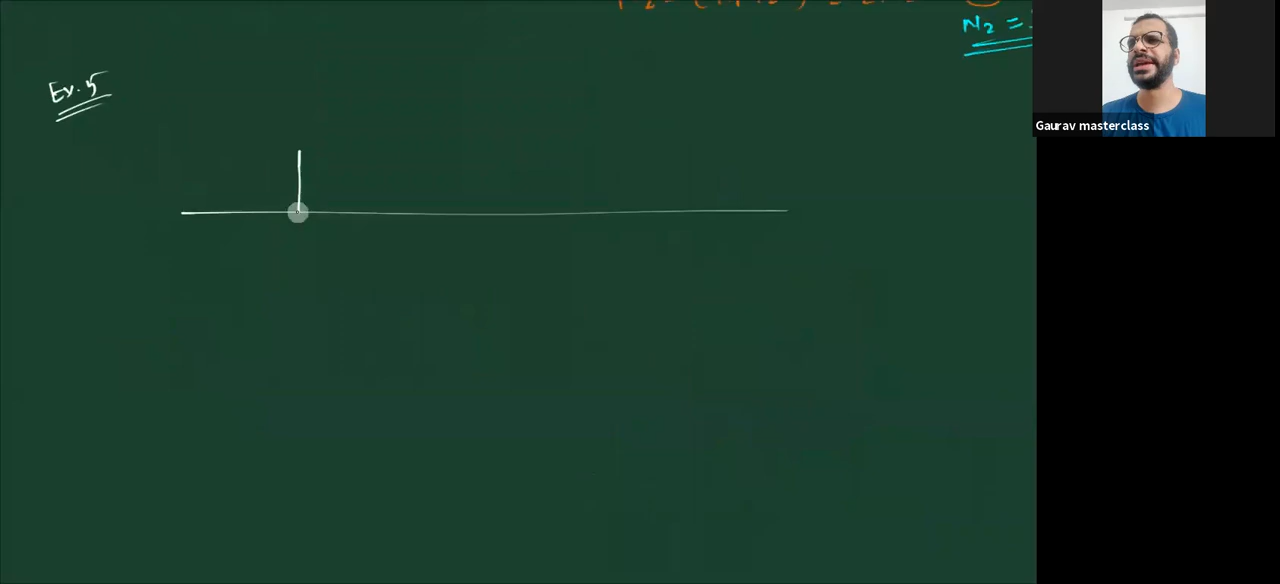 N₂ =
Ex. 5
Gaurav masterclass